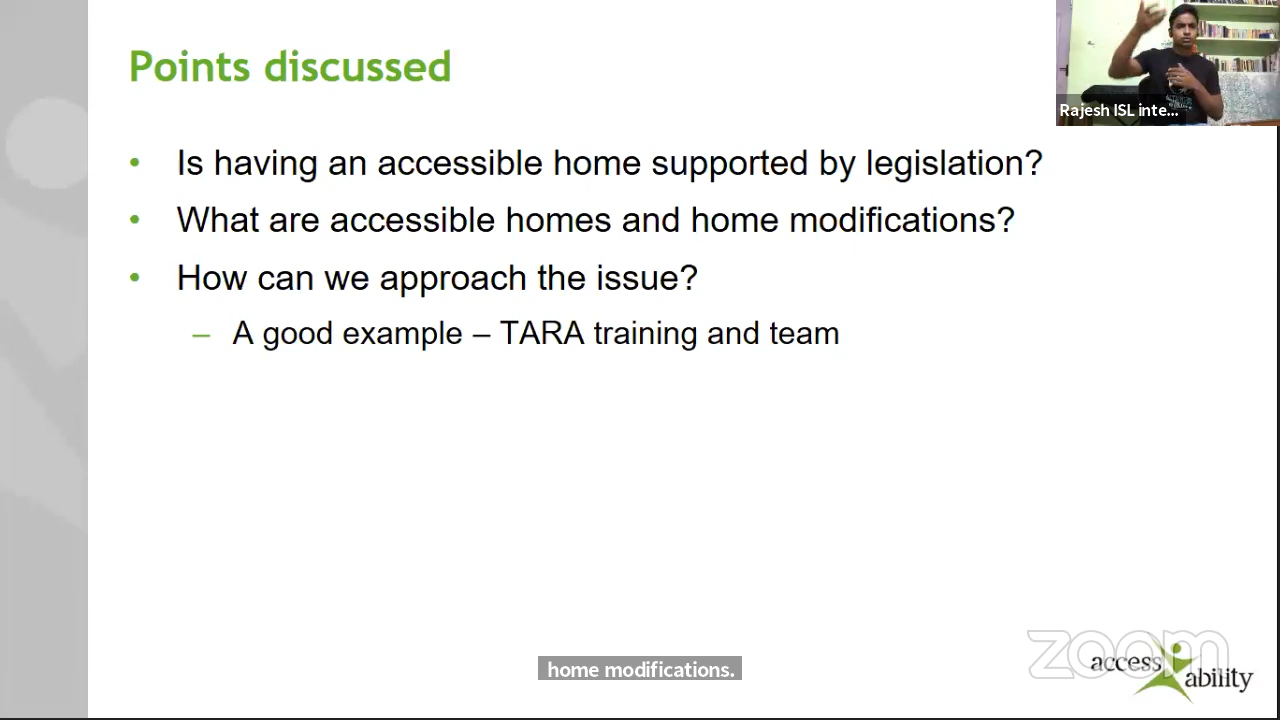 Points discussed
Rajesh ISL inte...
• Is having an accessible home supported by legislation?
• What are accessible homes and home modifications?
• How can we approach the issue?
– A good example – TARA training and team
home modifications.
zoom
access ability